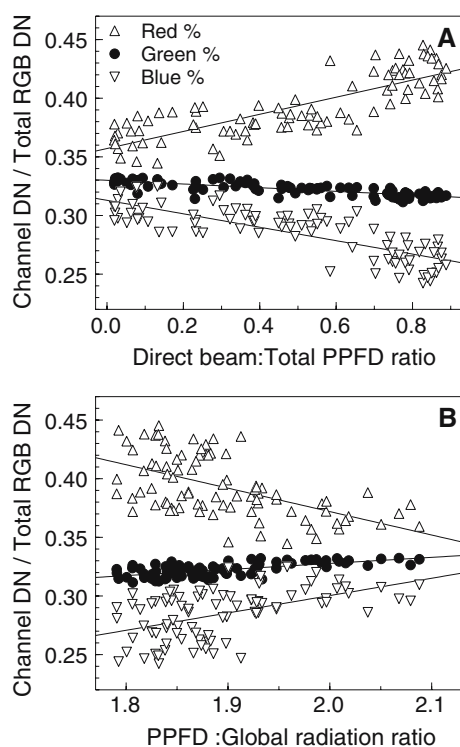 A
△ Red %
● Green %
▽ Blue %
0.45
0.40
0.35
0.30
0.25
Channel DN / Total RGB DN
0.0 0.2 0.4 0.6 0.8
Direct beam:Total PPFD ratio
B
0.45
0.40
0.35
0.30
0.25
Channel DN / Total RGB DN
1.8 1.9 2.0 2.1
PPFD :Global radiation ratio